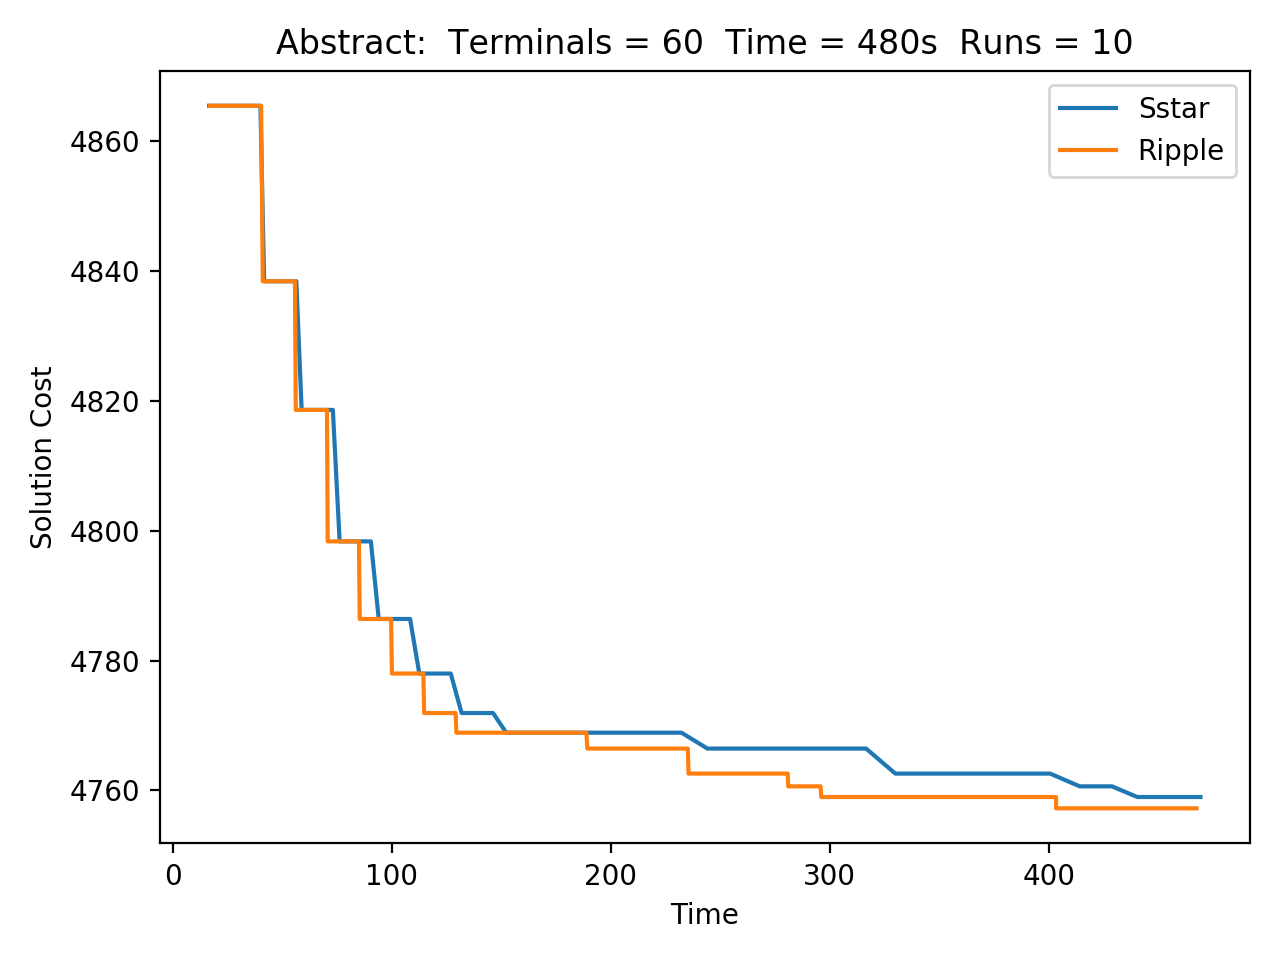 Abstract:  Terminals = 60  Time = 480s  Runs = 10
Sstar
Ripple
4860
4840
4820
4800
4780
4760
Solution Cost
0
100
200
300
400
Time